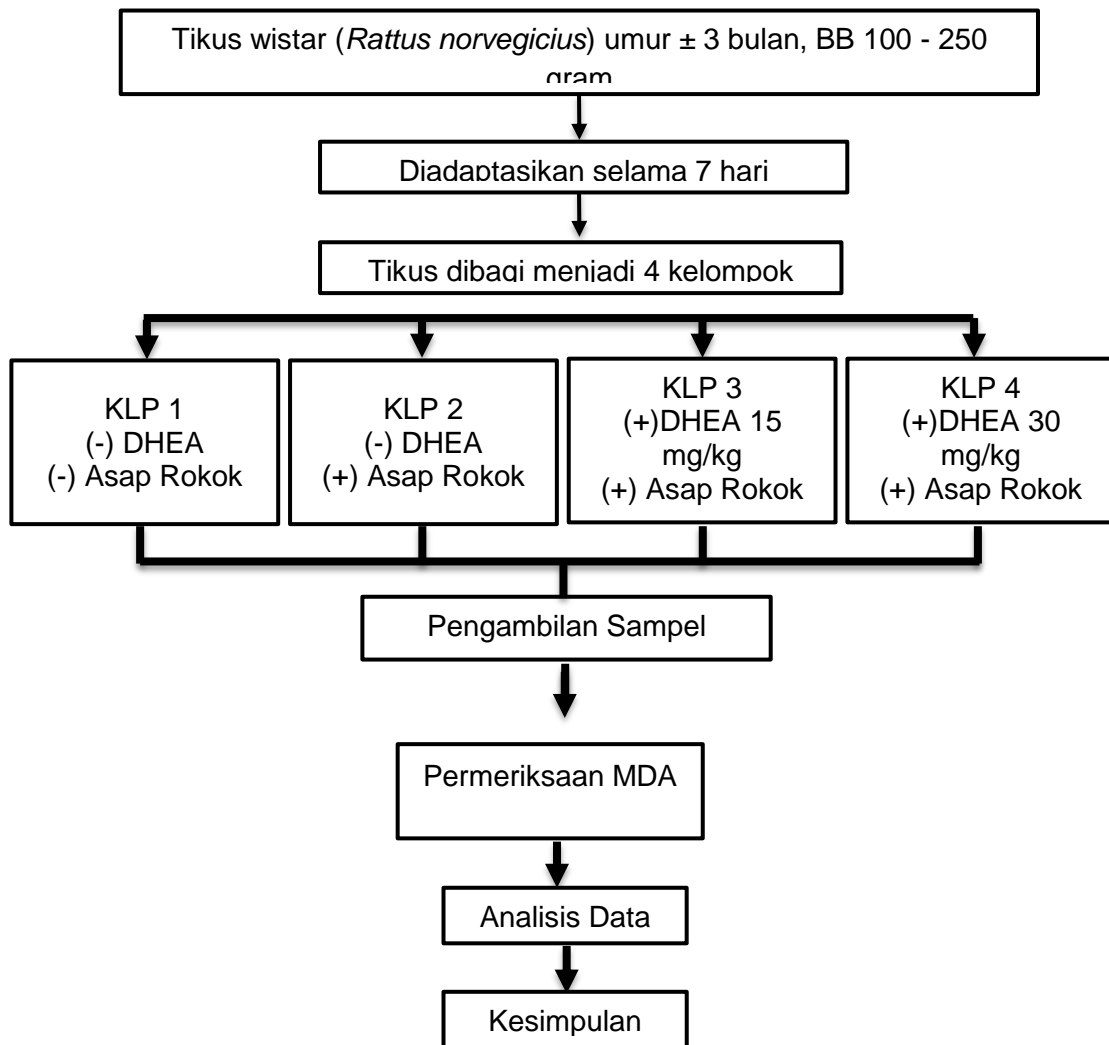 Tikus wistar (Rattus norvegicius) umur ± 3 bulan, BB 100 - 250
gram
Diadaptasikan selama 7 hari
Tikus dibagi menjadi 4 kelompok
KLP 1
(-) DHEA
(-) Asap Rokok
KLP 2
(-) DHEA
(+) Asap Rokok
KLP 3
(+)DHEA 15
mg/kg
(+) Asap Rokok
KLP 4
(+)DHEA 30
mg/kg
(+) Asap Rokok
Pengambilan Sampel
Permeriksaan MDA
Analisis Data
Kesimpulan